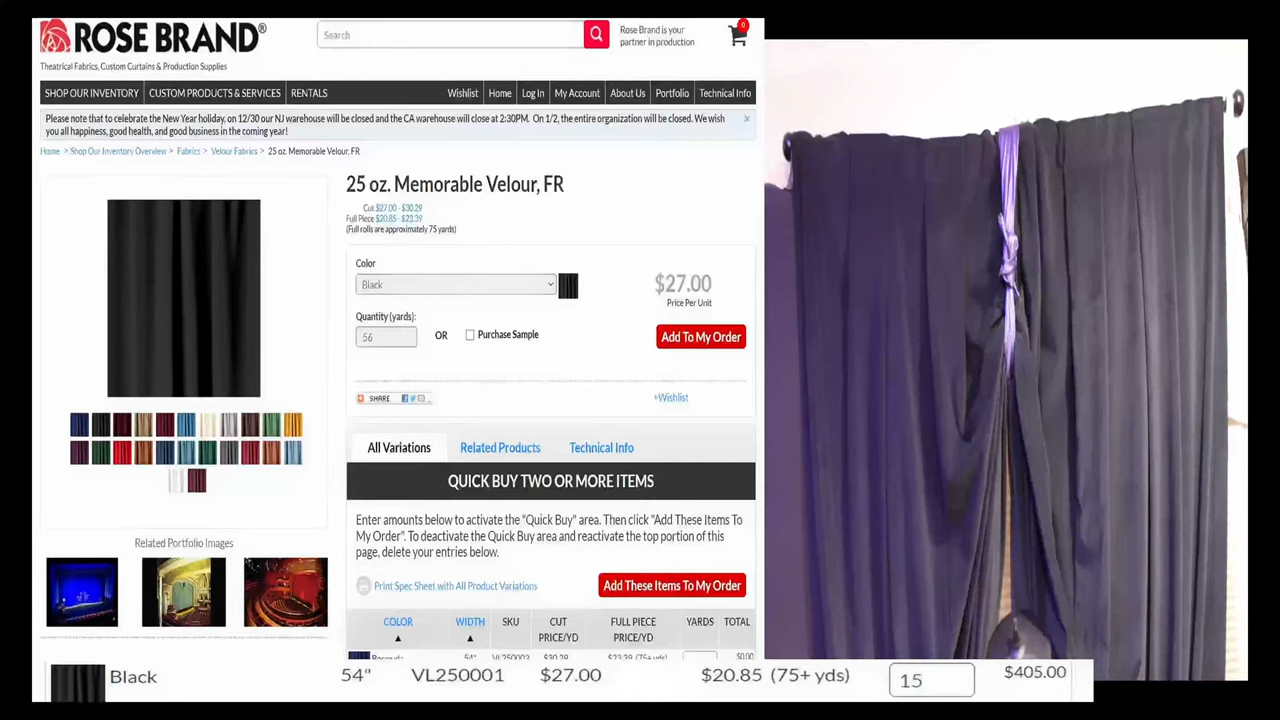 ROSE BRAND®
Theatrical Fabrics, Custom Curtains & Production Supplies
Search
Rose Brand is your
partner in production
0
SHOP OUR INVENTORY
CUSTOM PRODUCTS & SERVICES
RENTALS
Wishlist
Home
Log In
My Account
About Us
Portfolio
Technical Info
Please note that to celebrate the New Year holiday, on 12/30 our NJ warehouse will be closed and the CA warehouse will close at 2:30PM. On 1/2, the entire organization will be closed. We wish
you all happiness, good health, and good business in the coming year!
×
Home > Shop Our Inventory Overview > Fabrics > Velour Fabrics > 25 oz. Memorable Velour, FR
25 oz. Memorable Velour, FR
Cut $27.00 - $30.29
Full Piece $20.85 - $23.39
(Full rolls are approximately 75 yards)
Color
Black
$27.00
Price Per Unit
Quantity (yards):
56
OR
Purchase Sample
Add To My Order
SHARE
+Wishlist
All Variations
Related Products
Technical Info
QUICK BUY TWO OR MORE ITEMS
Enter amounts below to activate the "Quick Buy" area. Then click "Add These Items To
My Order". To deactivate the Quick Buy area and reactivate the top portion of this
page, delete your entries below.
Related Portfolio Images
Print Spec Sheet with All Product Variations
Add These Items To My Order
COLOR ▲
WIDTH ▲
SKU
CUT PRICE/YD
FULL PIECE PRICE/YD
YARDS
TOTAL
Black 54" VL250001 $27.00 $20.85 (75+ yds) 15 $405.00